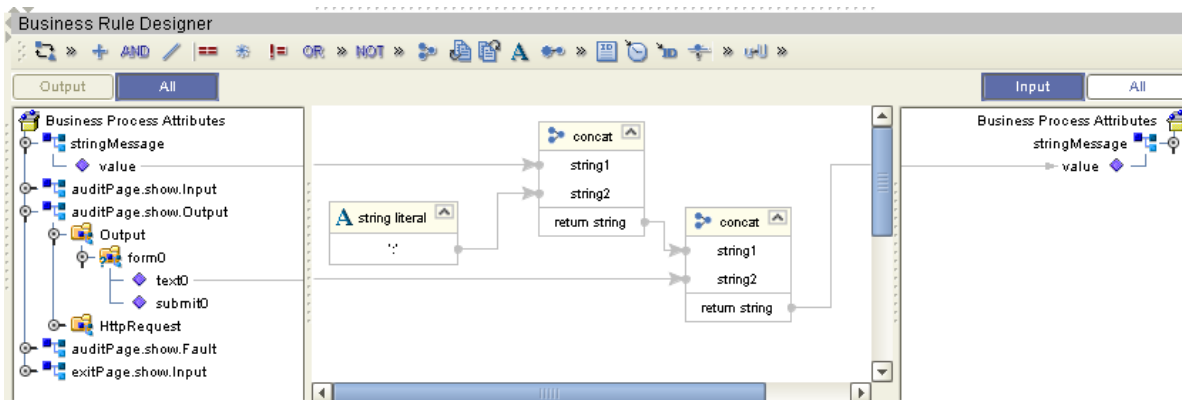 Business Rule Designer
» AND == != OR » NOT » A » ID ID » »
Output All Input All
Business Process Attributes
stringMessage
value
auditPage.show.Input
auditPage.show.Output
Output
form0
text0
submit0
HttpRequest
auditPage.show.Fault
exitPage.show.Input
A string literal
concat
string1
string2
return string
concat
string1
string2
return string
Business Process Attributes
stringMessage
value